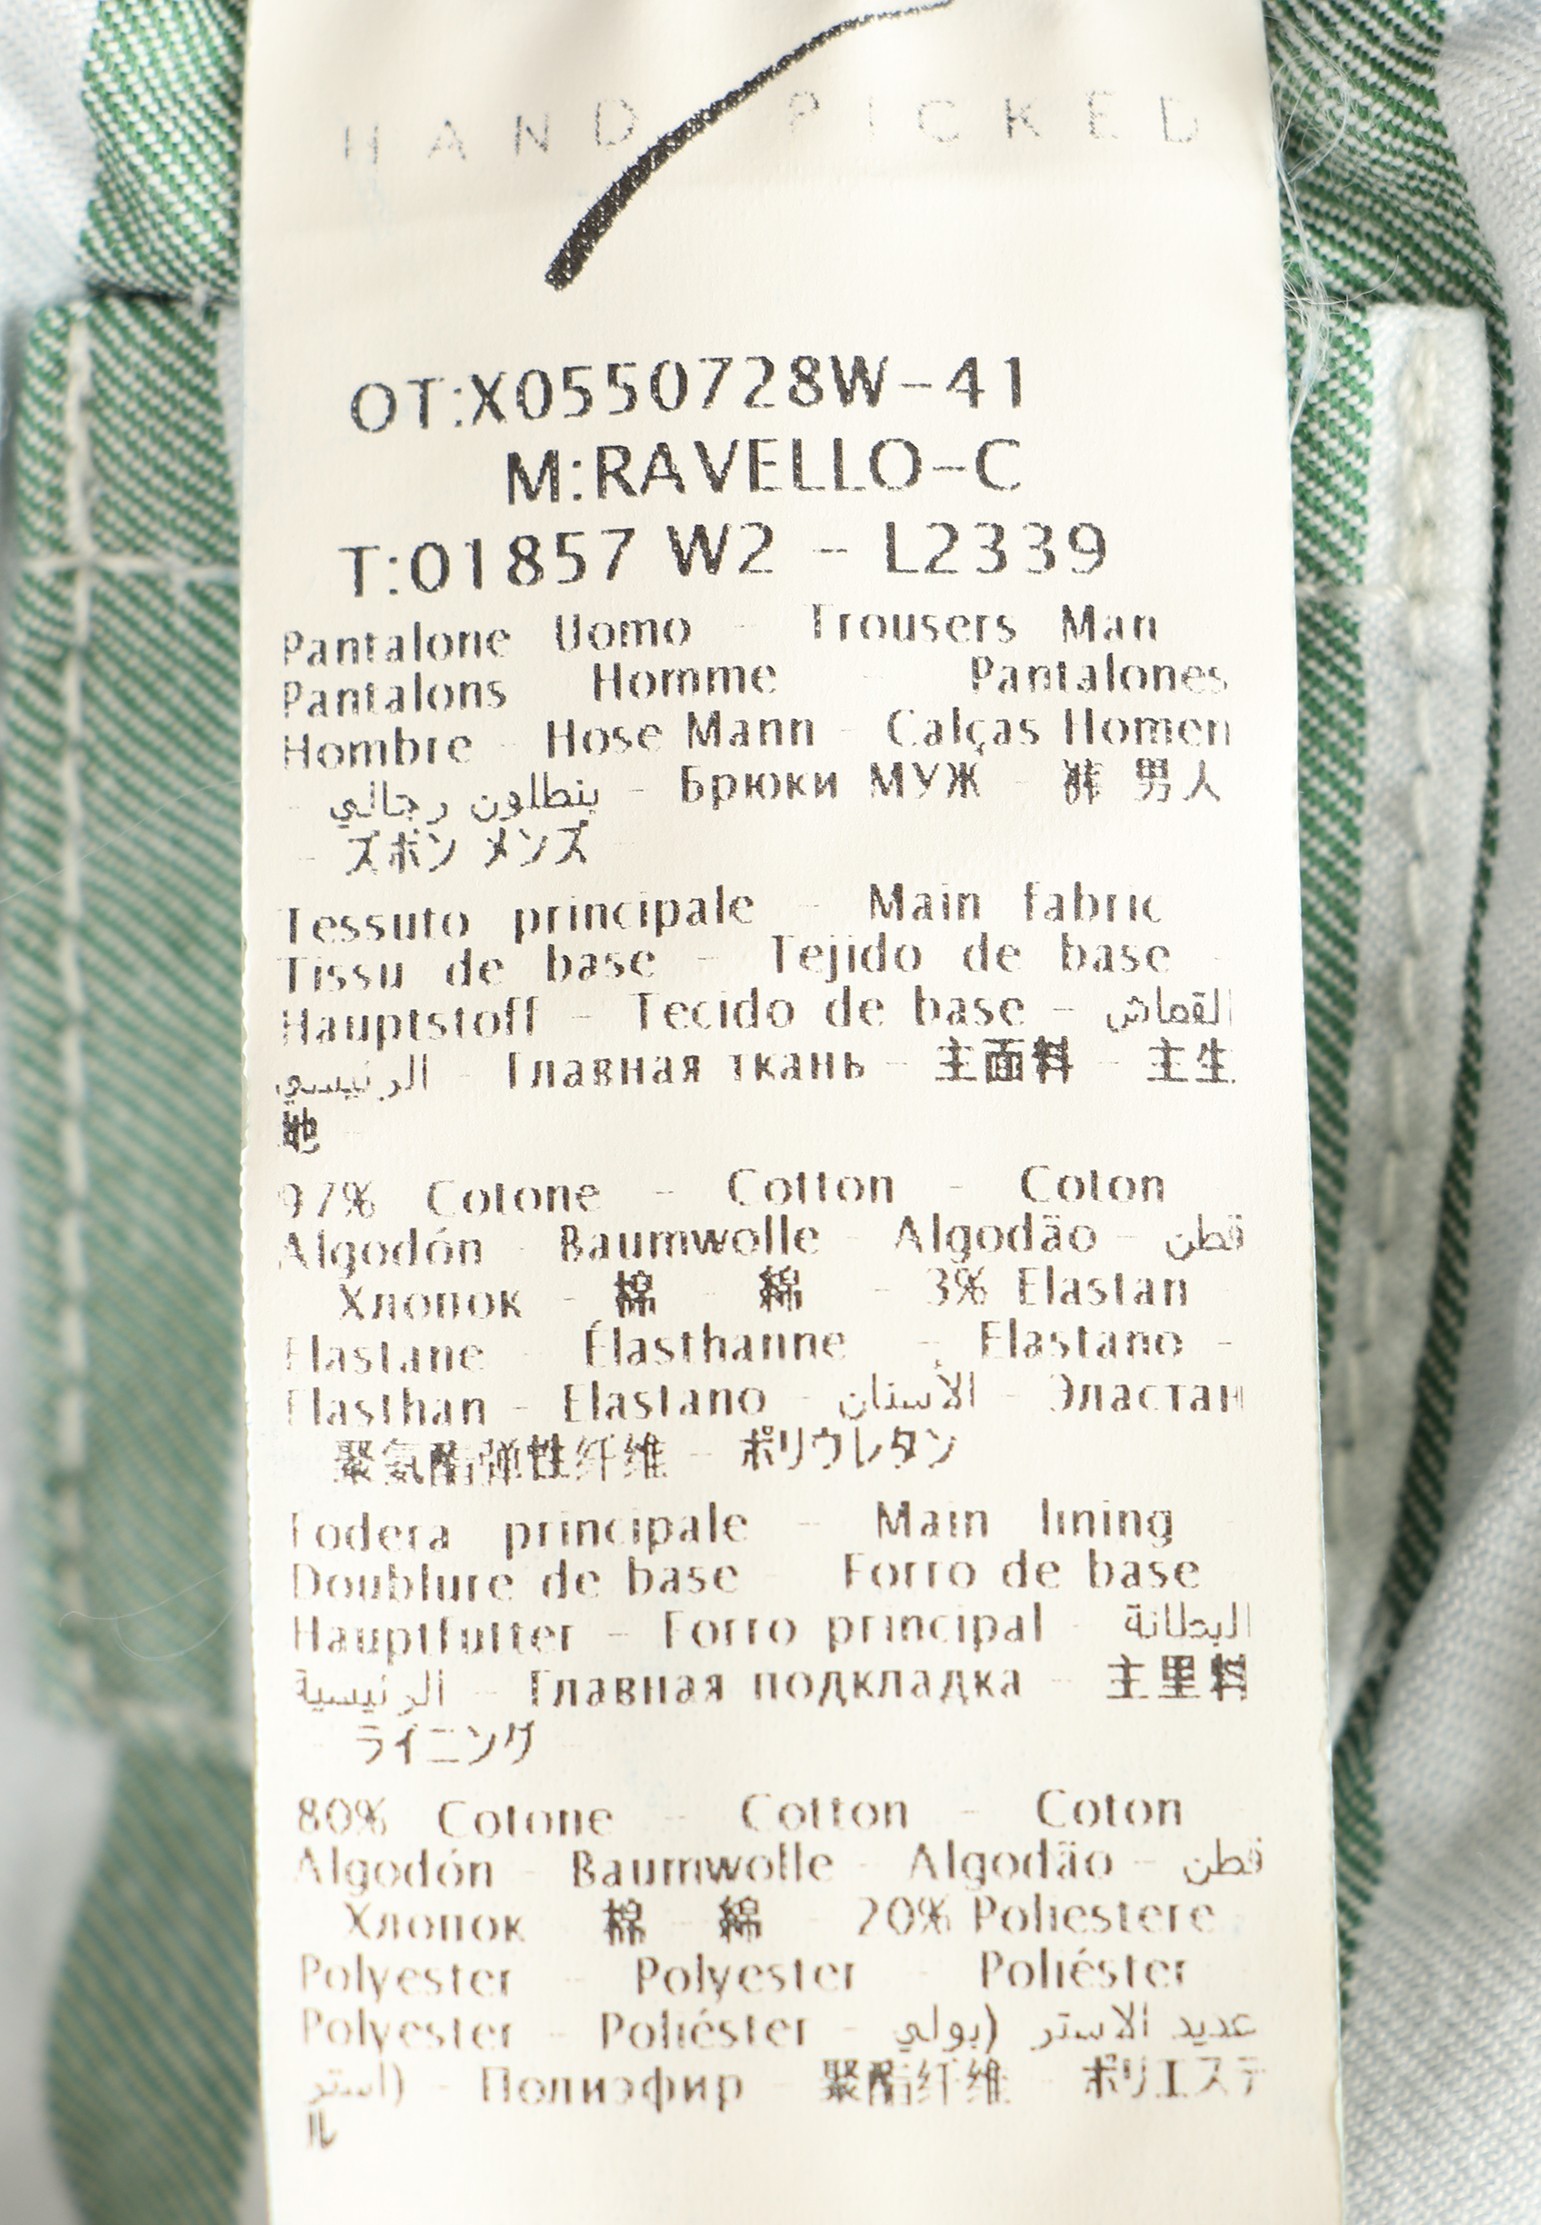 HAND PICKED
OT:X0550728W-41
M:RAVELLO-C
T:01857 W2 - L2339
Pantalone Uomo - Trousers Man
Pantalons Homme - Pantalones
Hombre - Hose Mann - Calças Homen
- بنطلون رجالي - Брюки МУЖ - 裤 男人
- ズボン メンズ
Tessuto principale - Main fabric
Tissu de base - Tejido de base -
Hauptstoff - Tecido de base - القماش
الرئيسي - Главная ткань - 主面料 - 主生
地
97% Cotone - Cotton - Coton
Algodón - Baumwolle - Algodão - قطن
Хлопок - 棉 - 綿 - 3% Elastan
Elastane - Élasthanne - Elastano -
Elasthan - Elastano - الأستان - Эластан
聚氨酯弹性纤维 - ポリウレタン
Fodera principale - Main lining
Doublure de base - Forro de base
Hauptfutter - Forro principal - البطانة
الرئيسية - Главная подкладка - 主里料
- ライニング
80% Cotone - Cotton - Coton
Algodón - Baumwolle - Algodão - قطن
Хлопок - 棉 - 綿 - 20% Poliestere
Polyester - Polyester - Poliéster
Polyester - Poliéster - عديد الاستر (بولي
استر) - Полиэфир - 聚酯纤维 - ポリエステ
ル